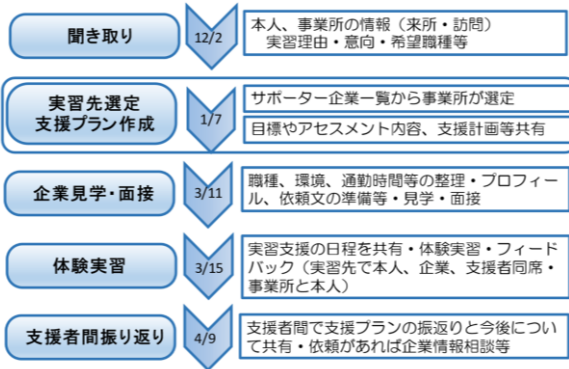 聞き取り
12/2
本人、事業所の情報（来所・訪問）
実習理由・意向・希望職種等
実習先選定
支援プラン作成
1/7
サポーター企業一覧から事業所が選定
目標やアセスメント内容、支援計画等共有
企業見学・面接
3/11
職種、環境、通勤時間等の整理・プロフィー
ル、依頼文の準備等・見学・面接
体験実習
3/15
実習支援の日程を共有・体験実習・フィード
バック（実習先で本人、企業、支援者同席・
事業所と本人）
支援者間振り返り
4/9
支援者間で支援プランの振返りと今後につい
て共有・依頼があれば企業情報相談等